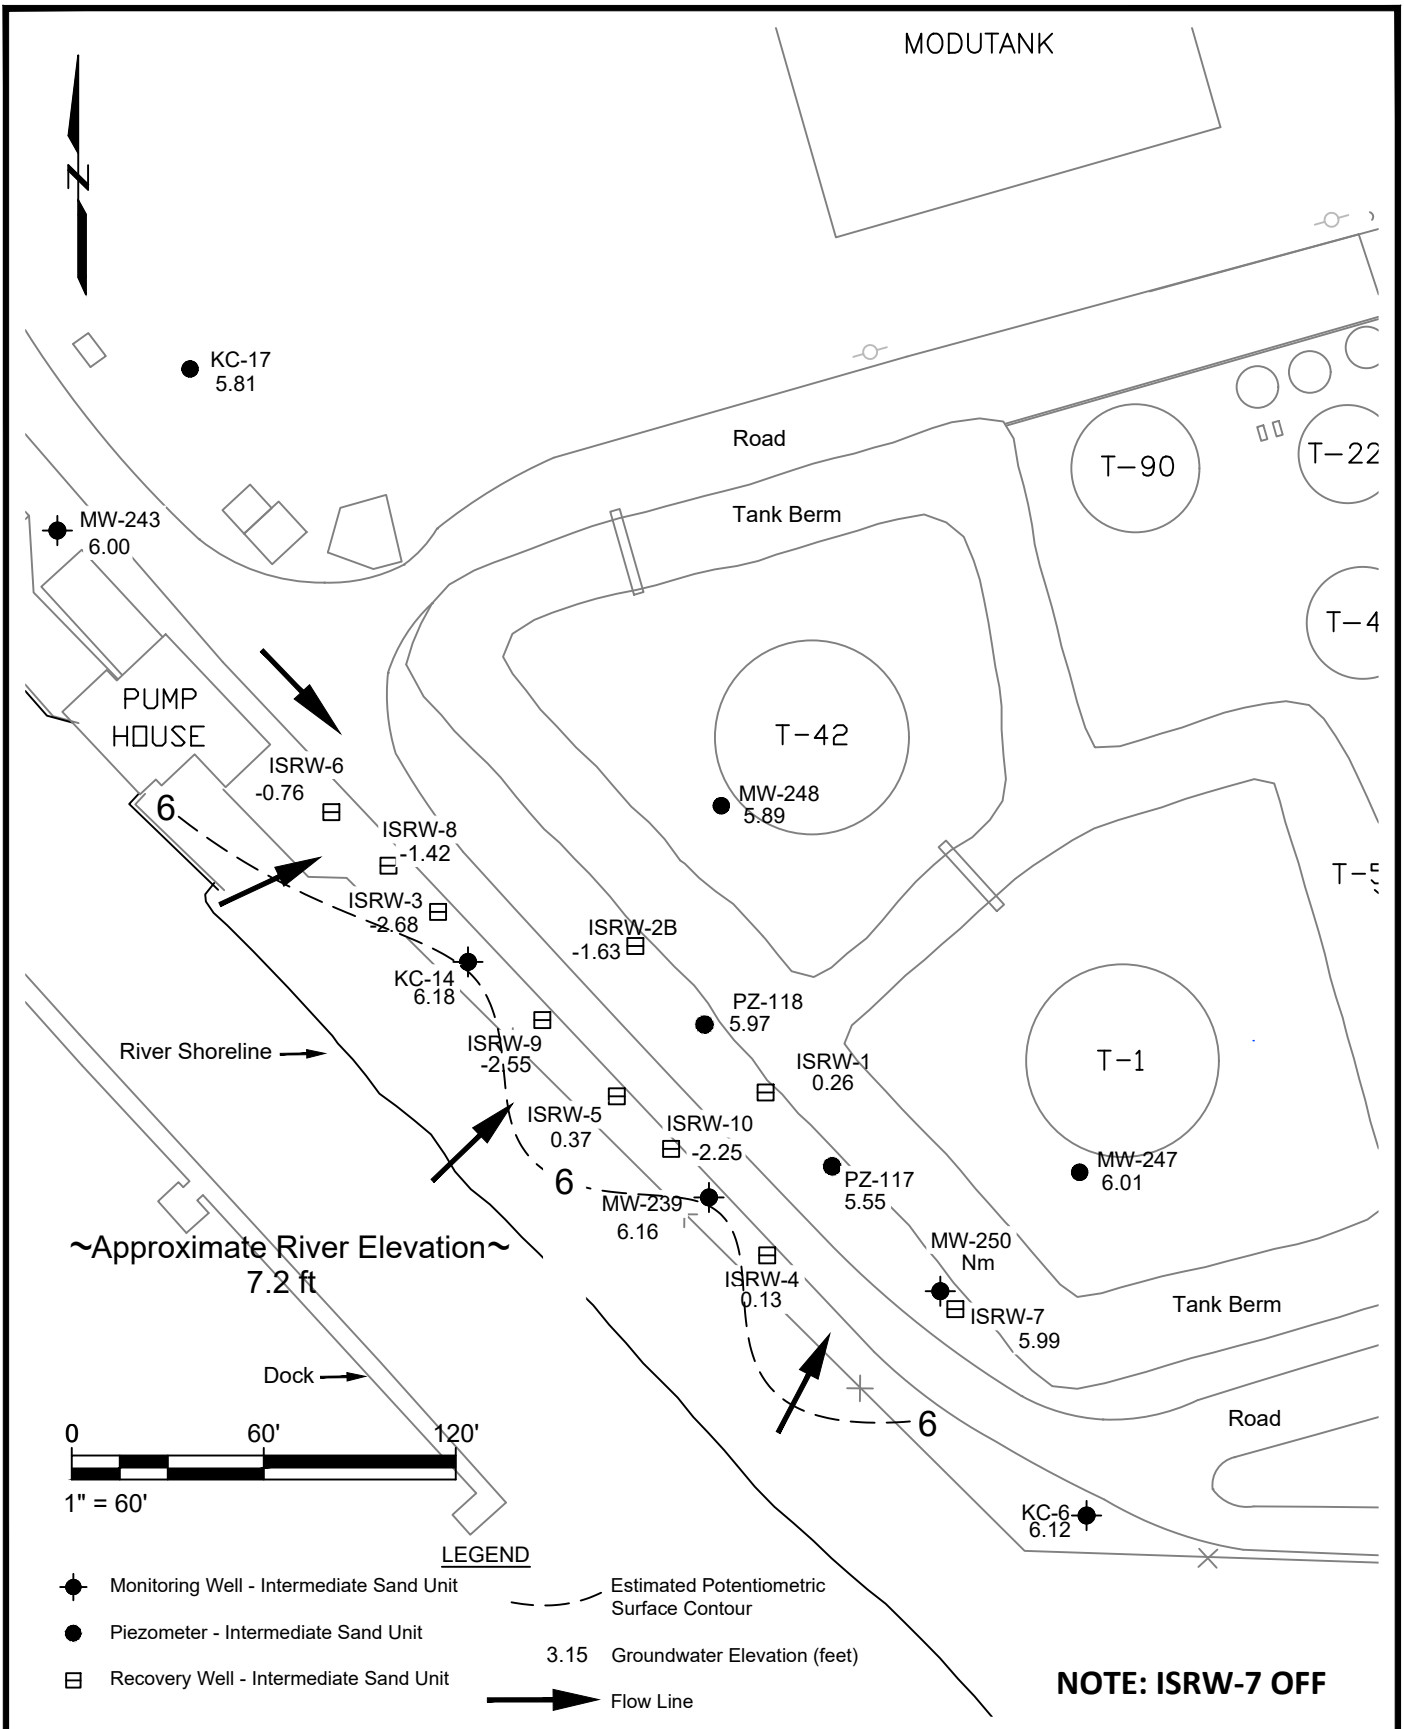 MODUTANK
N
KC-17
5.81
Road
T-90
T-22
Tank Berm
MW-243
6.00
T-4
PUMP
HOUSE
T-42
ISRW-6
-0.76
MW-248
5.89
6
ISRW-8
-1.42
T-5
ISRW-3
-2.68
ISRW-2B
-1.63
KC-14
6.18
PZ-118
5.97
ISRW-9
-2.55
River Shoreline
ISRW-1
0.26
T-1
ISRW-5
0.37
ISRW-10
-2.25
MW-247
6.01
PZ-117
5.55
6
MW-239
6.16
~Approximate River Elevation~
7.2 ft
MW-250
Nm
ISRW-4
0.13
ISRW-7
5.99
Tank Berm
Dock
6
Road
0 60' 120'
1" = 60'
KC-6
6.12
LEGEND
Monitoring Well - Intermediate Sand Unit
Piezometer - Intermediate Sand Unit
Recovery Well - Intermediate Sand Unit
Estimated Potentiometric
Surface Contour
3.15 Groundwater Elevation (feet)
Flow Line
NOTE: ISRW-7 OFF